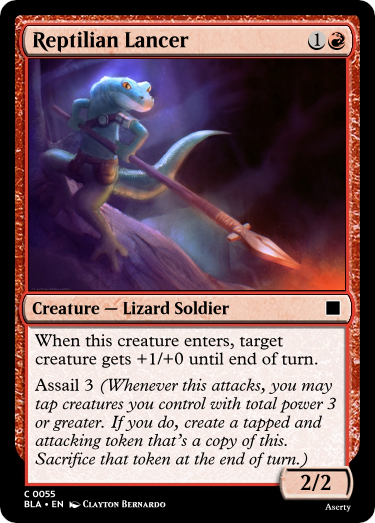 Reptilian Lancer 1
Creature — Lizard Soldier
When this creature enters, target
creature gets +1/+0 until end of turn.
Assail 3 (Whenever this attacks, you may
tap creatures you control with total power 3
or greater. If you do, create a tapped and
attacking token that's a copy of this.
Sacrifice that token at the end of turn.)
2/2
C 0055
BLA • EN Clayton Bernardo
Aserty